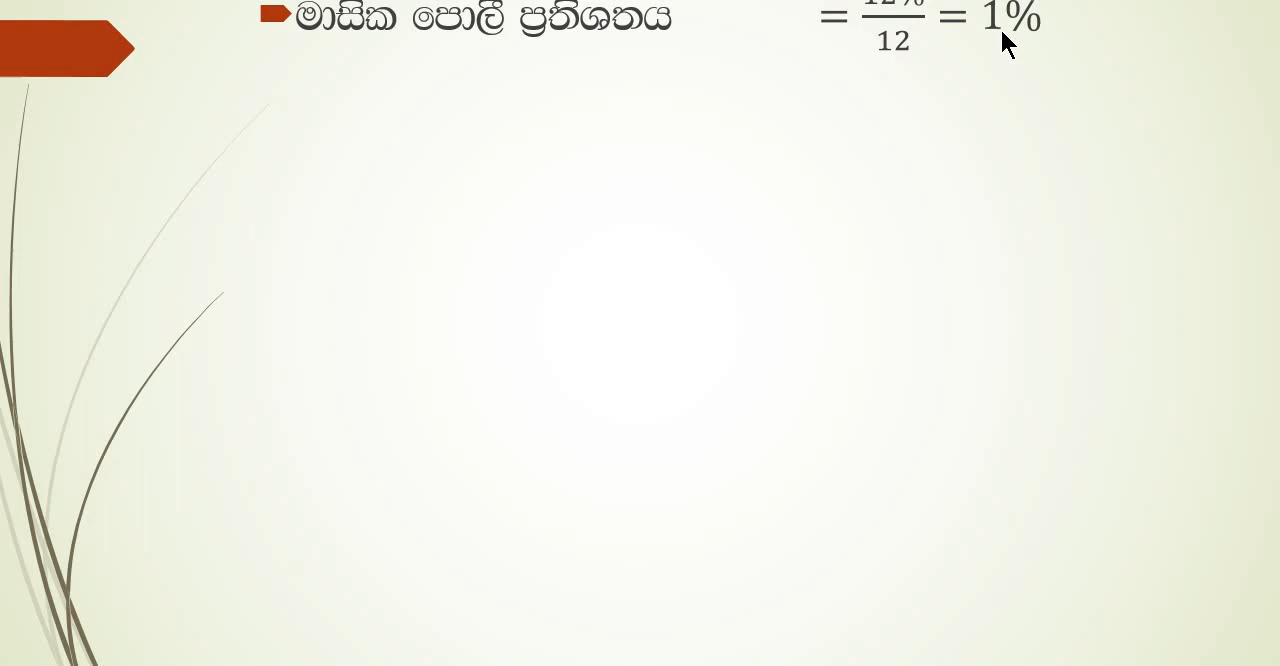 මාසික පොලී ප්‍රතිශතය = 12% / 12 = 1%